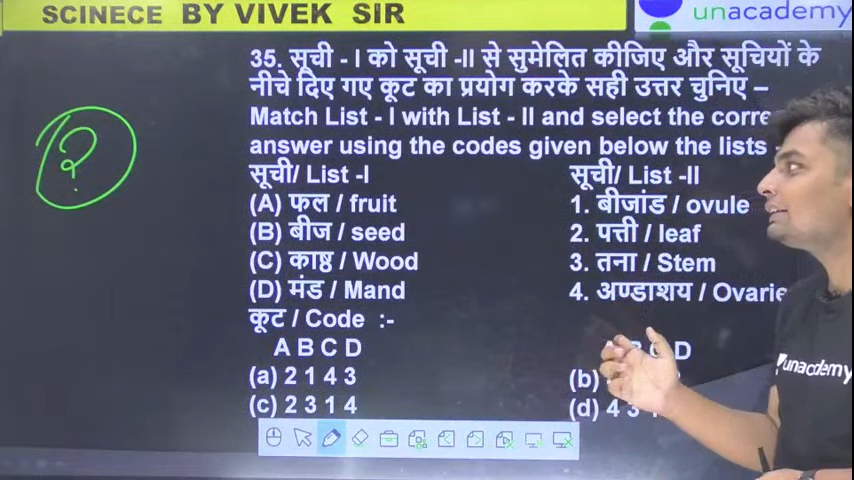 SCINECE BY VIVEK SIR
unacademy
35. सूची - I को सूची -II से सुमेलित कीजिए और सूचियों के
नीचे दिए गए कूट का प्रयोग करके सही उत्तर चुनिए –
Match List - I with List - II and select the corre
answer using the codes given below the lists -
सूची/ List -I
सूची/ List -II
(A) फल / fruit
1. बीजांड / ovule
(B) बीज / seed
2. पत्ती / leaf
(C) काष्ठ / Wood
3. तना / Stem
(D) मंड / Mand
4. अण्डाशय / Ovarie
कूट / Code :-
A B C D
D
(a) 2 1 4 3
(b)
(c) 2 3 1 4
(d) 4 3
unacademy
?